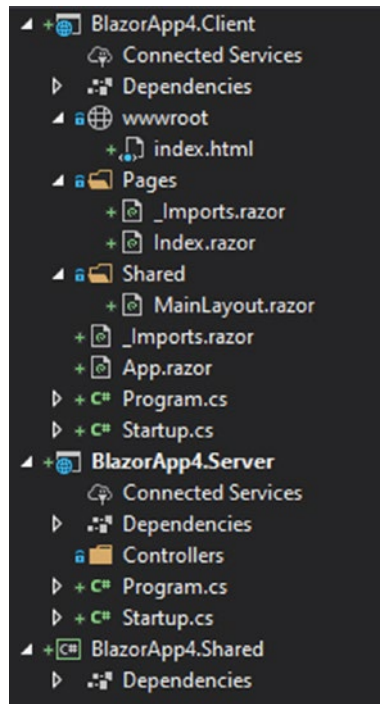 BlazorApp4.Client
Connected Services
Dependencies
wwwroot
index.html
Pages
_Imports.razor
Index.razor
Shared
MainLayout.razor
_Imports.razor
App.razor
C# Program.cs
C# Startup.cs
BlazorApp4.Server
Connected Services
Dependencies
Controllers
C# Program.cs
C# Startup.cs
C# BlazorApp4.Shared
Dependencies